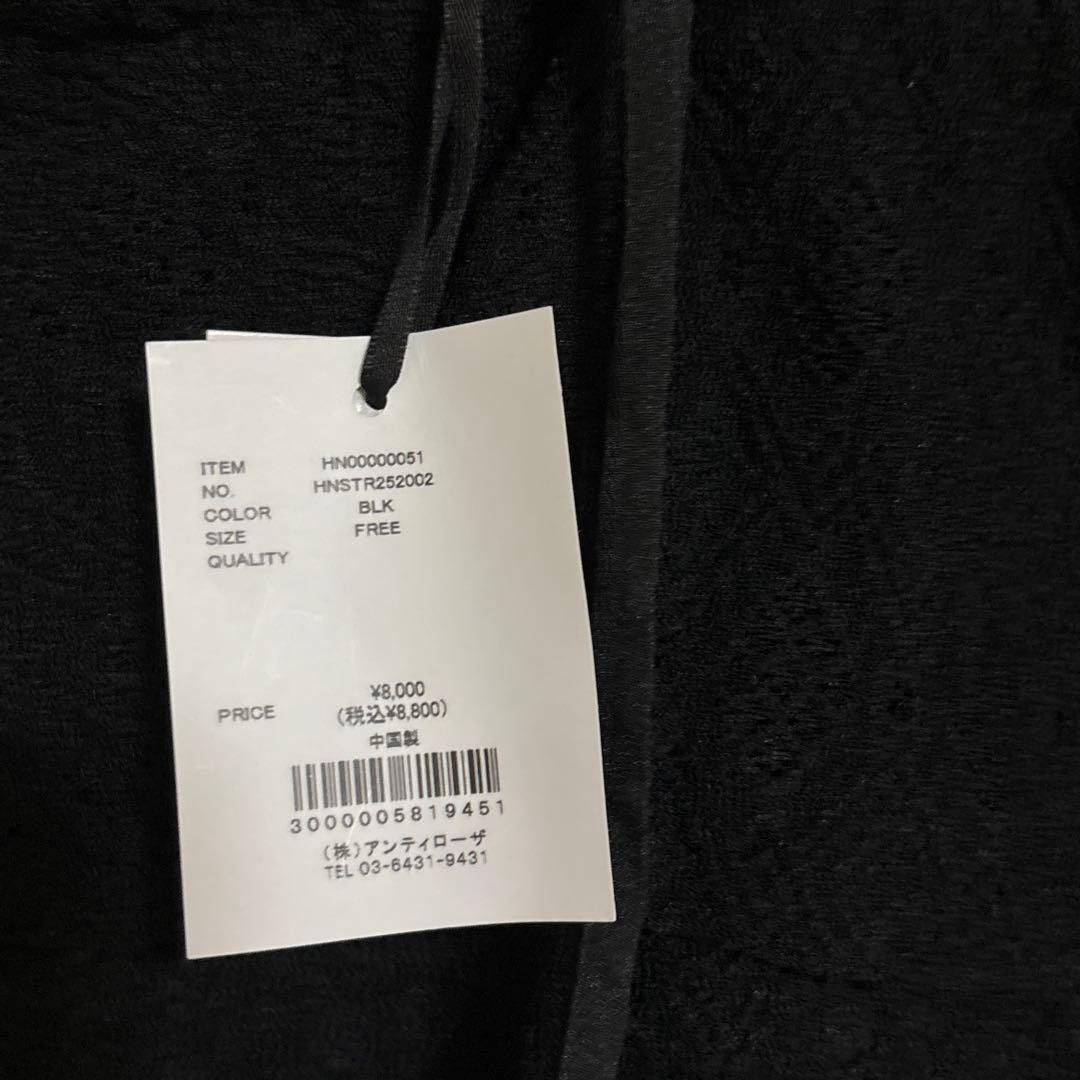 ITEM HN00000051
NO. HNSTR252002
COLOR BLK
SIZE FREE
QUALITY
¥8,000
PRICE (税込¥8,800)
中国製
3000005819451
(株)アンティローザ
TEL 03-6431-9431